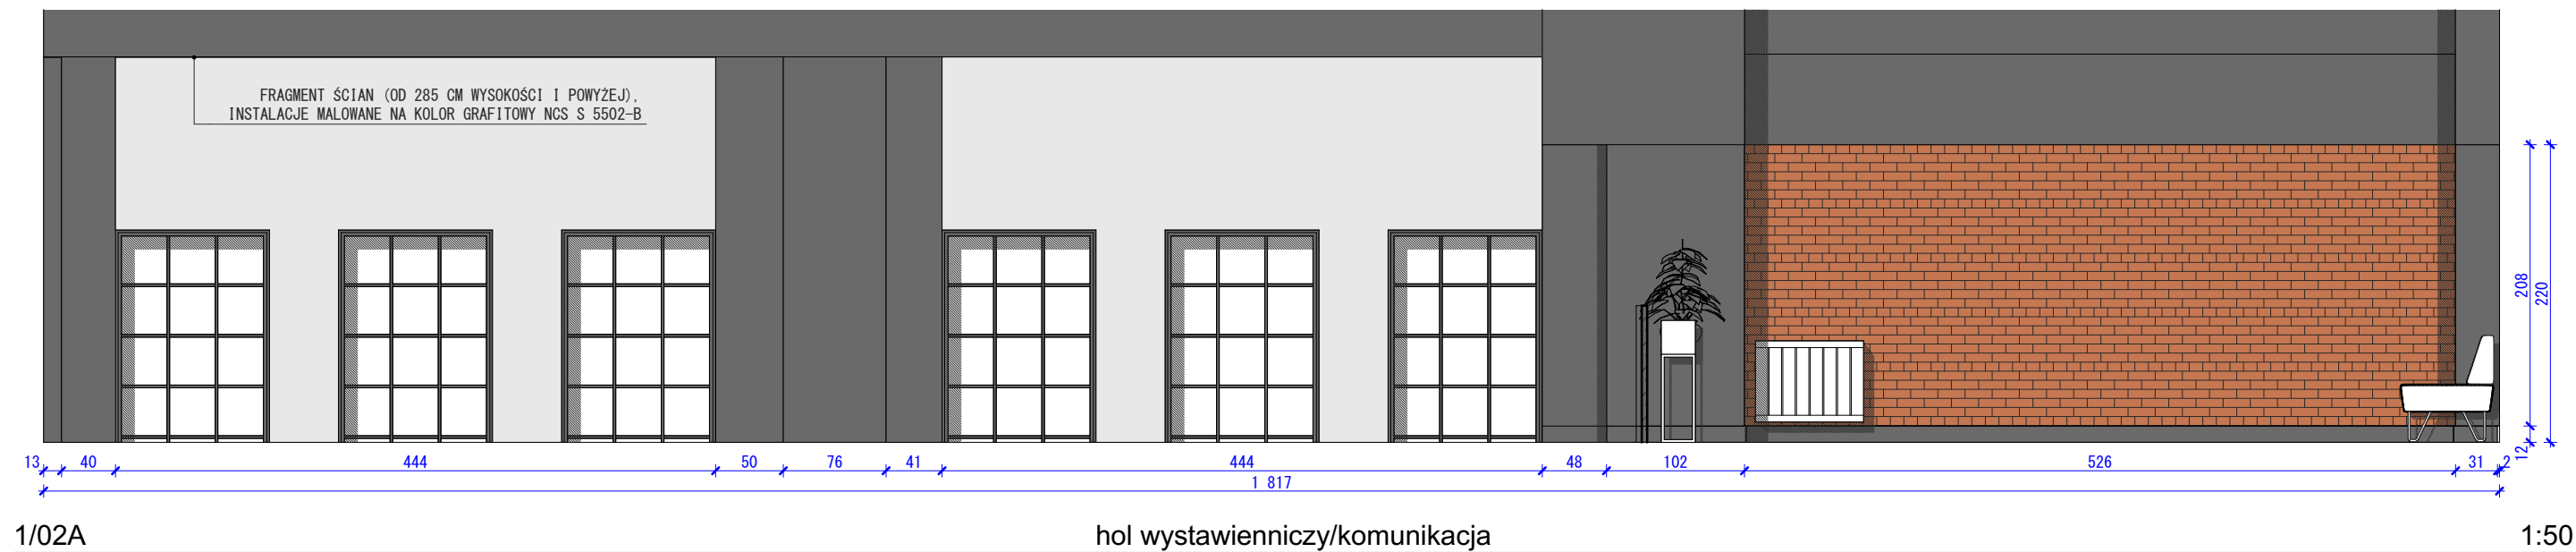 FRAGMENT ŚCIAN (OD 285 CM WYSOKOŚCI I POWYŻEJ),
INSTALACJE MALOWANE NA KOLOR GRAFITOWY NCS S 5502-B
208
220
12
13 40 444 50 76 41 444 48 102 526 31 2
1 817
1/02A hol wystawienniczy/komunikacja 1:50